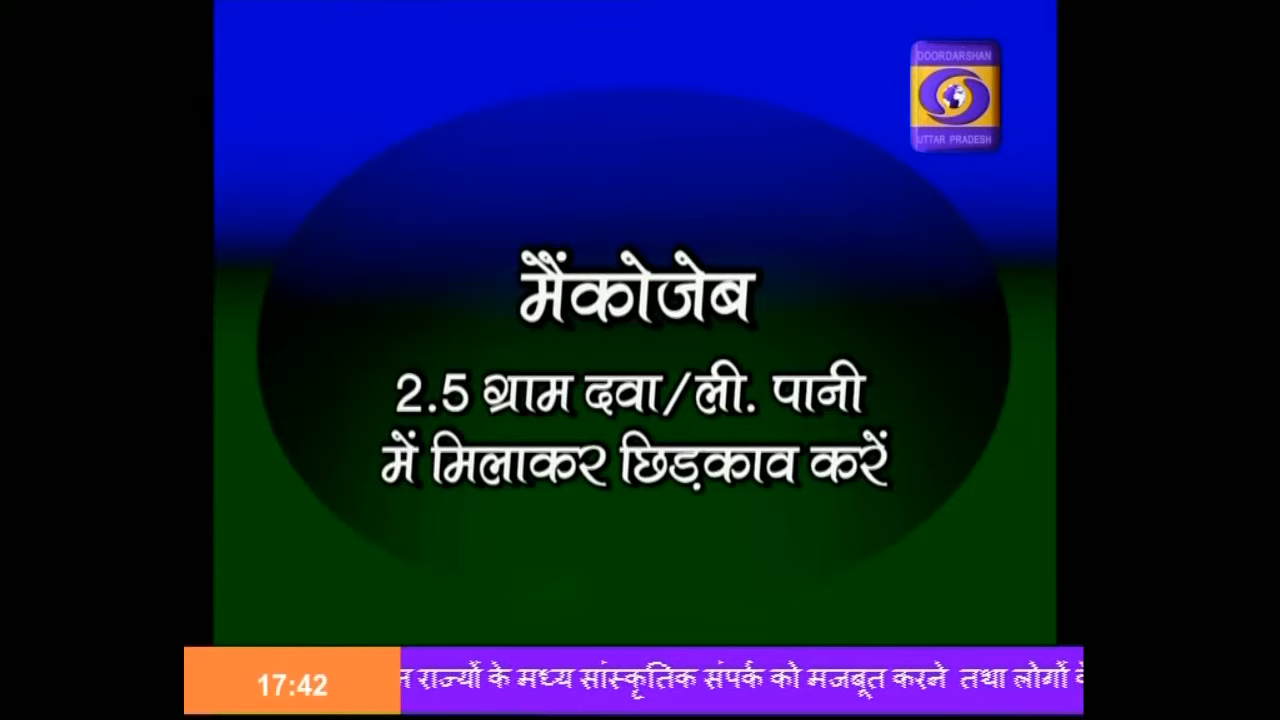 DOORDARSHAN
UTTAR PRADESH
मैंकोजेब
2.5 ग्राम दवा/ली. पानी
में मिलाकर छिड़काव करें
17:42
राज्यों के मध्य सांस्कृतिक संपर्क को मजबूत करने तथा लोगों